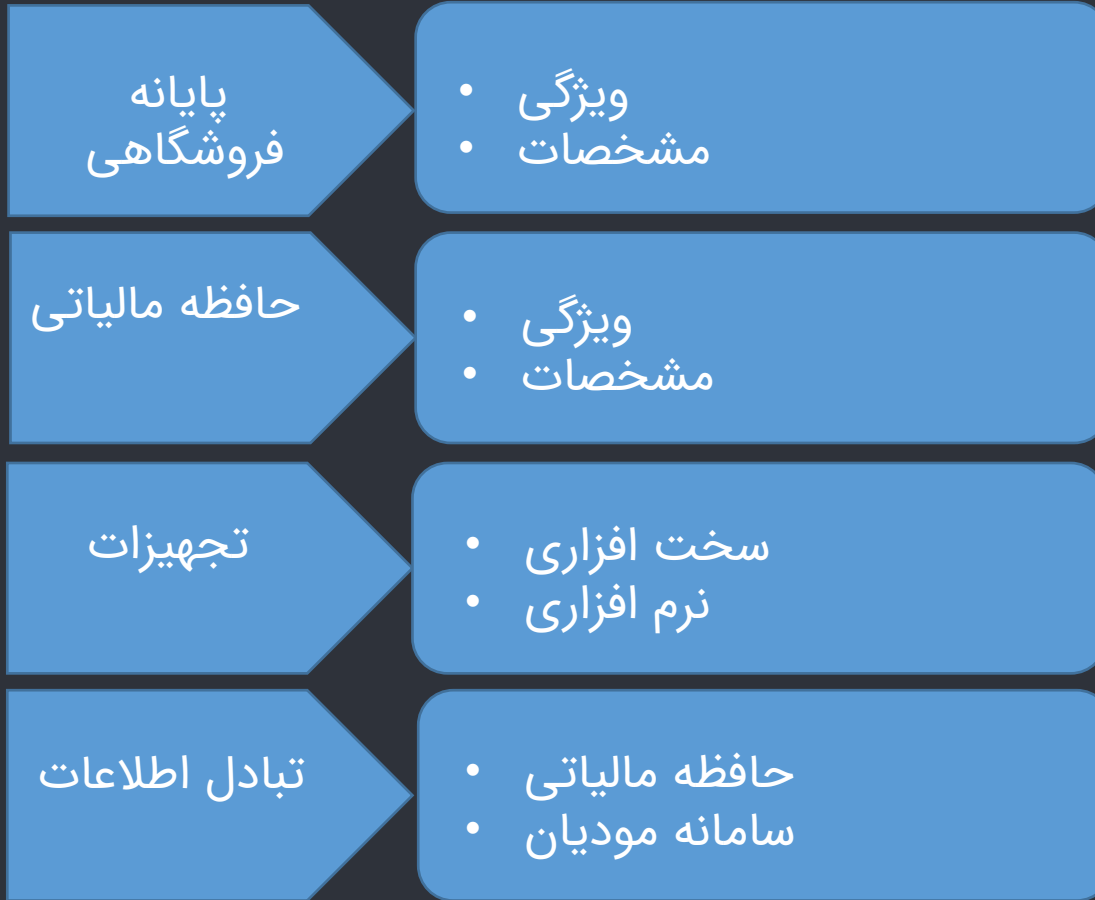 پایانه
فروشگاهی
• ویژگی
• مشخصات
حافظه مالیاتی
• ویژگی
• مشخصات
تجهیزات
• سخت افزاری
• نرم افزاری
تبادل اطلاعات
• حافظه مالیاتی
• سامانه مودیان